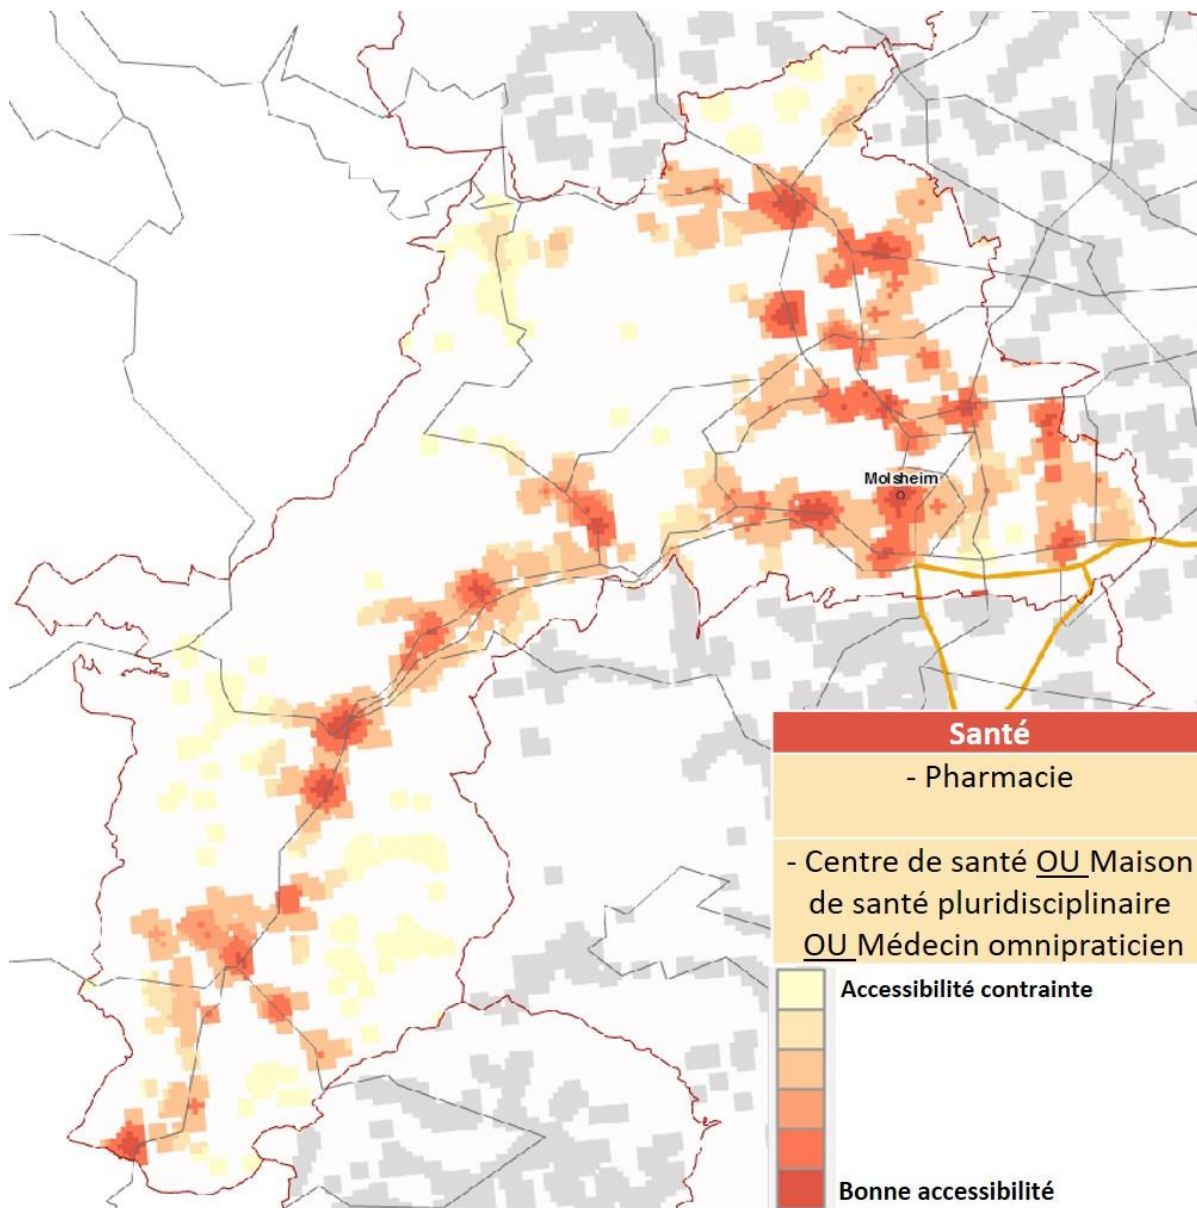 Molsheim
Santé
- Pharmacie
- Centre de santé OU Maison
de santé pluridisciplinaire
OU Médecin omnipraticien
Accessibilité contrainte
Bonne accessibilité